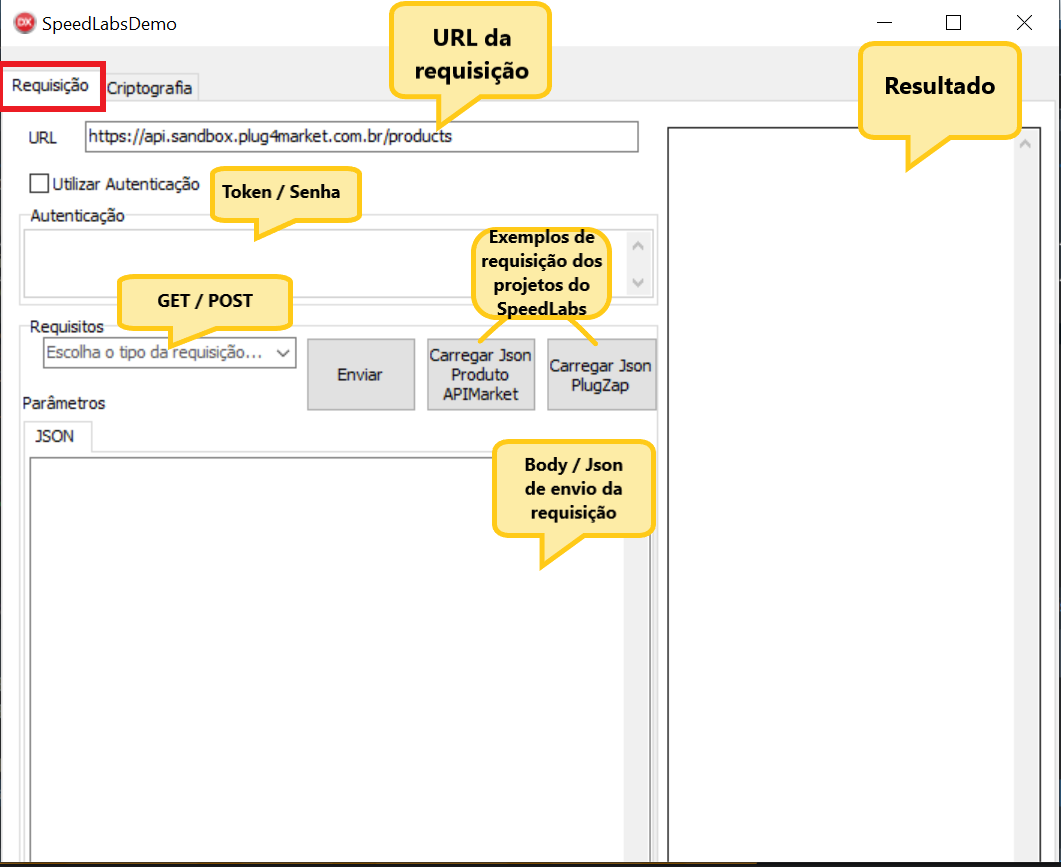 SpeedLabsDemo
URL da
requisição
Resultado
Requisição
Criptografia
URL
https://api.sandbox.plug4market.com.br/products
Utilizar Autenticação
Token / Senha
Autenticação
Exemplos de
requisição dos
projetos do
SpeedLabs
GET / POST
Requisitos
Escolha o tipo da requisição...
Enviar
Carregar Json
Produto
APIMarket
Carregar Json
PlugZap
Parâmetros
JSON
Body / Json
de envio da
requisição